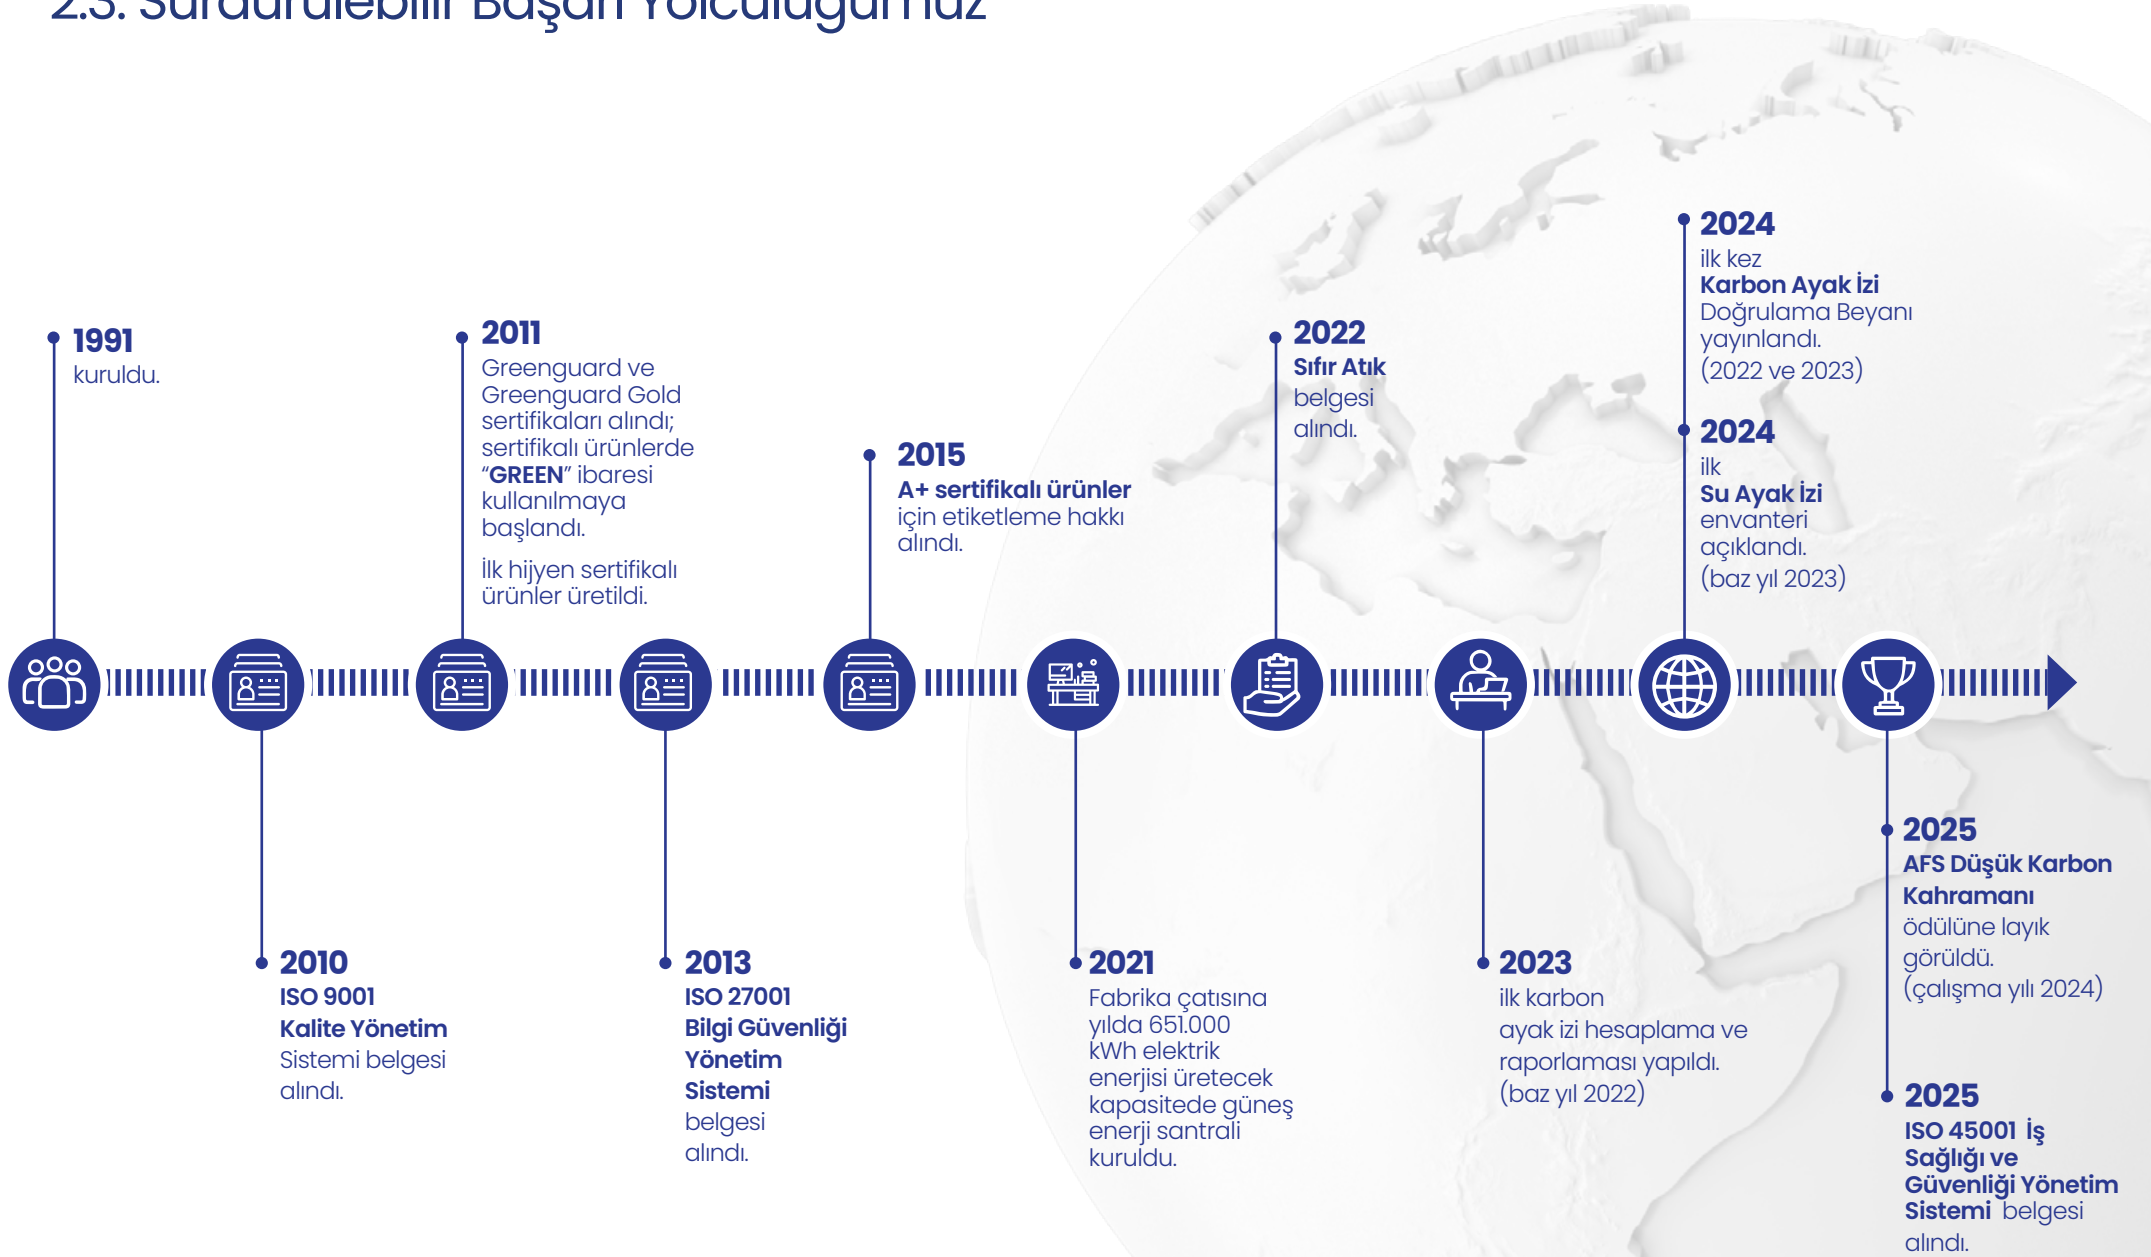 2.3. Sürdürülebilir Başarı Yolculuğumuz
1991
kuruldu.
2010
ISO 9001
Kalite Yönetim
Sistemi belgesi
alındı.
2011
Greenguard ve
Greenguard Gold
sertifikaları alındı;
sertifikalı ürünlerde
“GREEN” ibaresi
kullanılmaya
başlandı.
İlk hijyen sertifikalı
ürünler üretildi.
2013
ISO 27001
Bilgi Güvenliği
Yönetim
Sistemi
belgesi
alındı.
2015
A+ sertifikalı ürünler
için etiketleme hakkı
alındı.
2021
Fabrika çatısına
yılda 651.000
kWh elektrik
enerjisi üretecek
kapasitede güneş
enerji santrali
kuruldu.
2022
Sıfır Atık
belgesi
alındı.
2023
ilk karbon
ayak izi hesaplama ve
raporlaması yapıldı.
(baz yıl 2022)
2024
ilk kez
Karbon Ayak İzi
Doğrulama Beyanı
yayınlandı.
(2022 ve 2023)
2024
ilk
Su Ayak İzi
envanteri
açıklandı.
(baz yıl 2023)
2025
AFS Düşük Karbon
Kahramanı
ödülüne layık
görüldü.
(çalışma yılı 2024)
2025
ISO 45001 İş
Sağlığı ve
Güvenliği Yönetim
Sistemi belgesi
alındı.